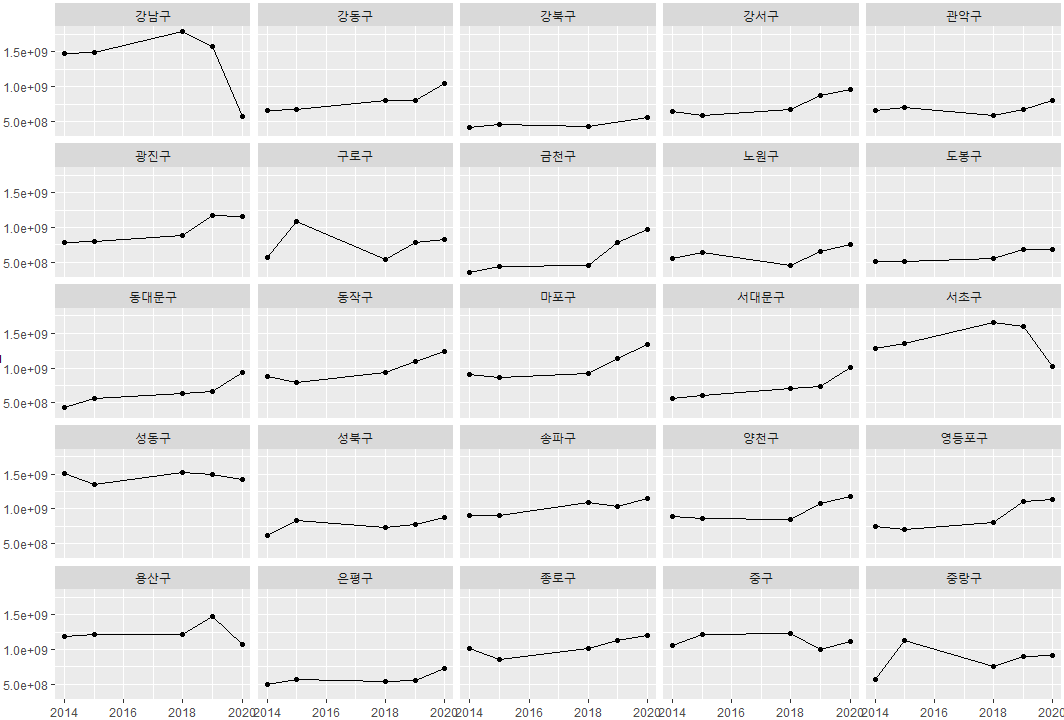 강남구 강동구 강북구 강서구 관악구
1.5e+09
1.0e+09
5.0e+08
광진구 구로구 금천구 노원구 도봉구
1.5e+09
1.0e+09
5.0e+08
동대문구 동작구 마포구 서대문구 서초구
1.5e+09
1.0e+09
5.0e+08
성동구 성북구 송파구 양천구 영등포구
1.5e+09
1.0e+09
5.0e+08
용산구 은평구 종로구 중구 중랑구
1.5e+09
1.0e+09
5.0e+08
2014 2016 2018 2020 2014 2016 2018 2020 2014 2016 2018 2020 2014 2016 2018 2020 2014 2016 2018 2020